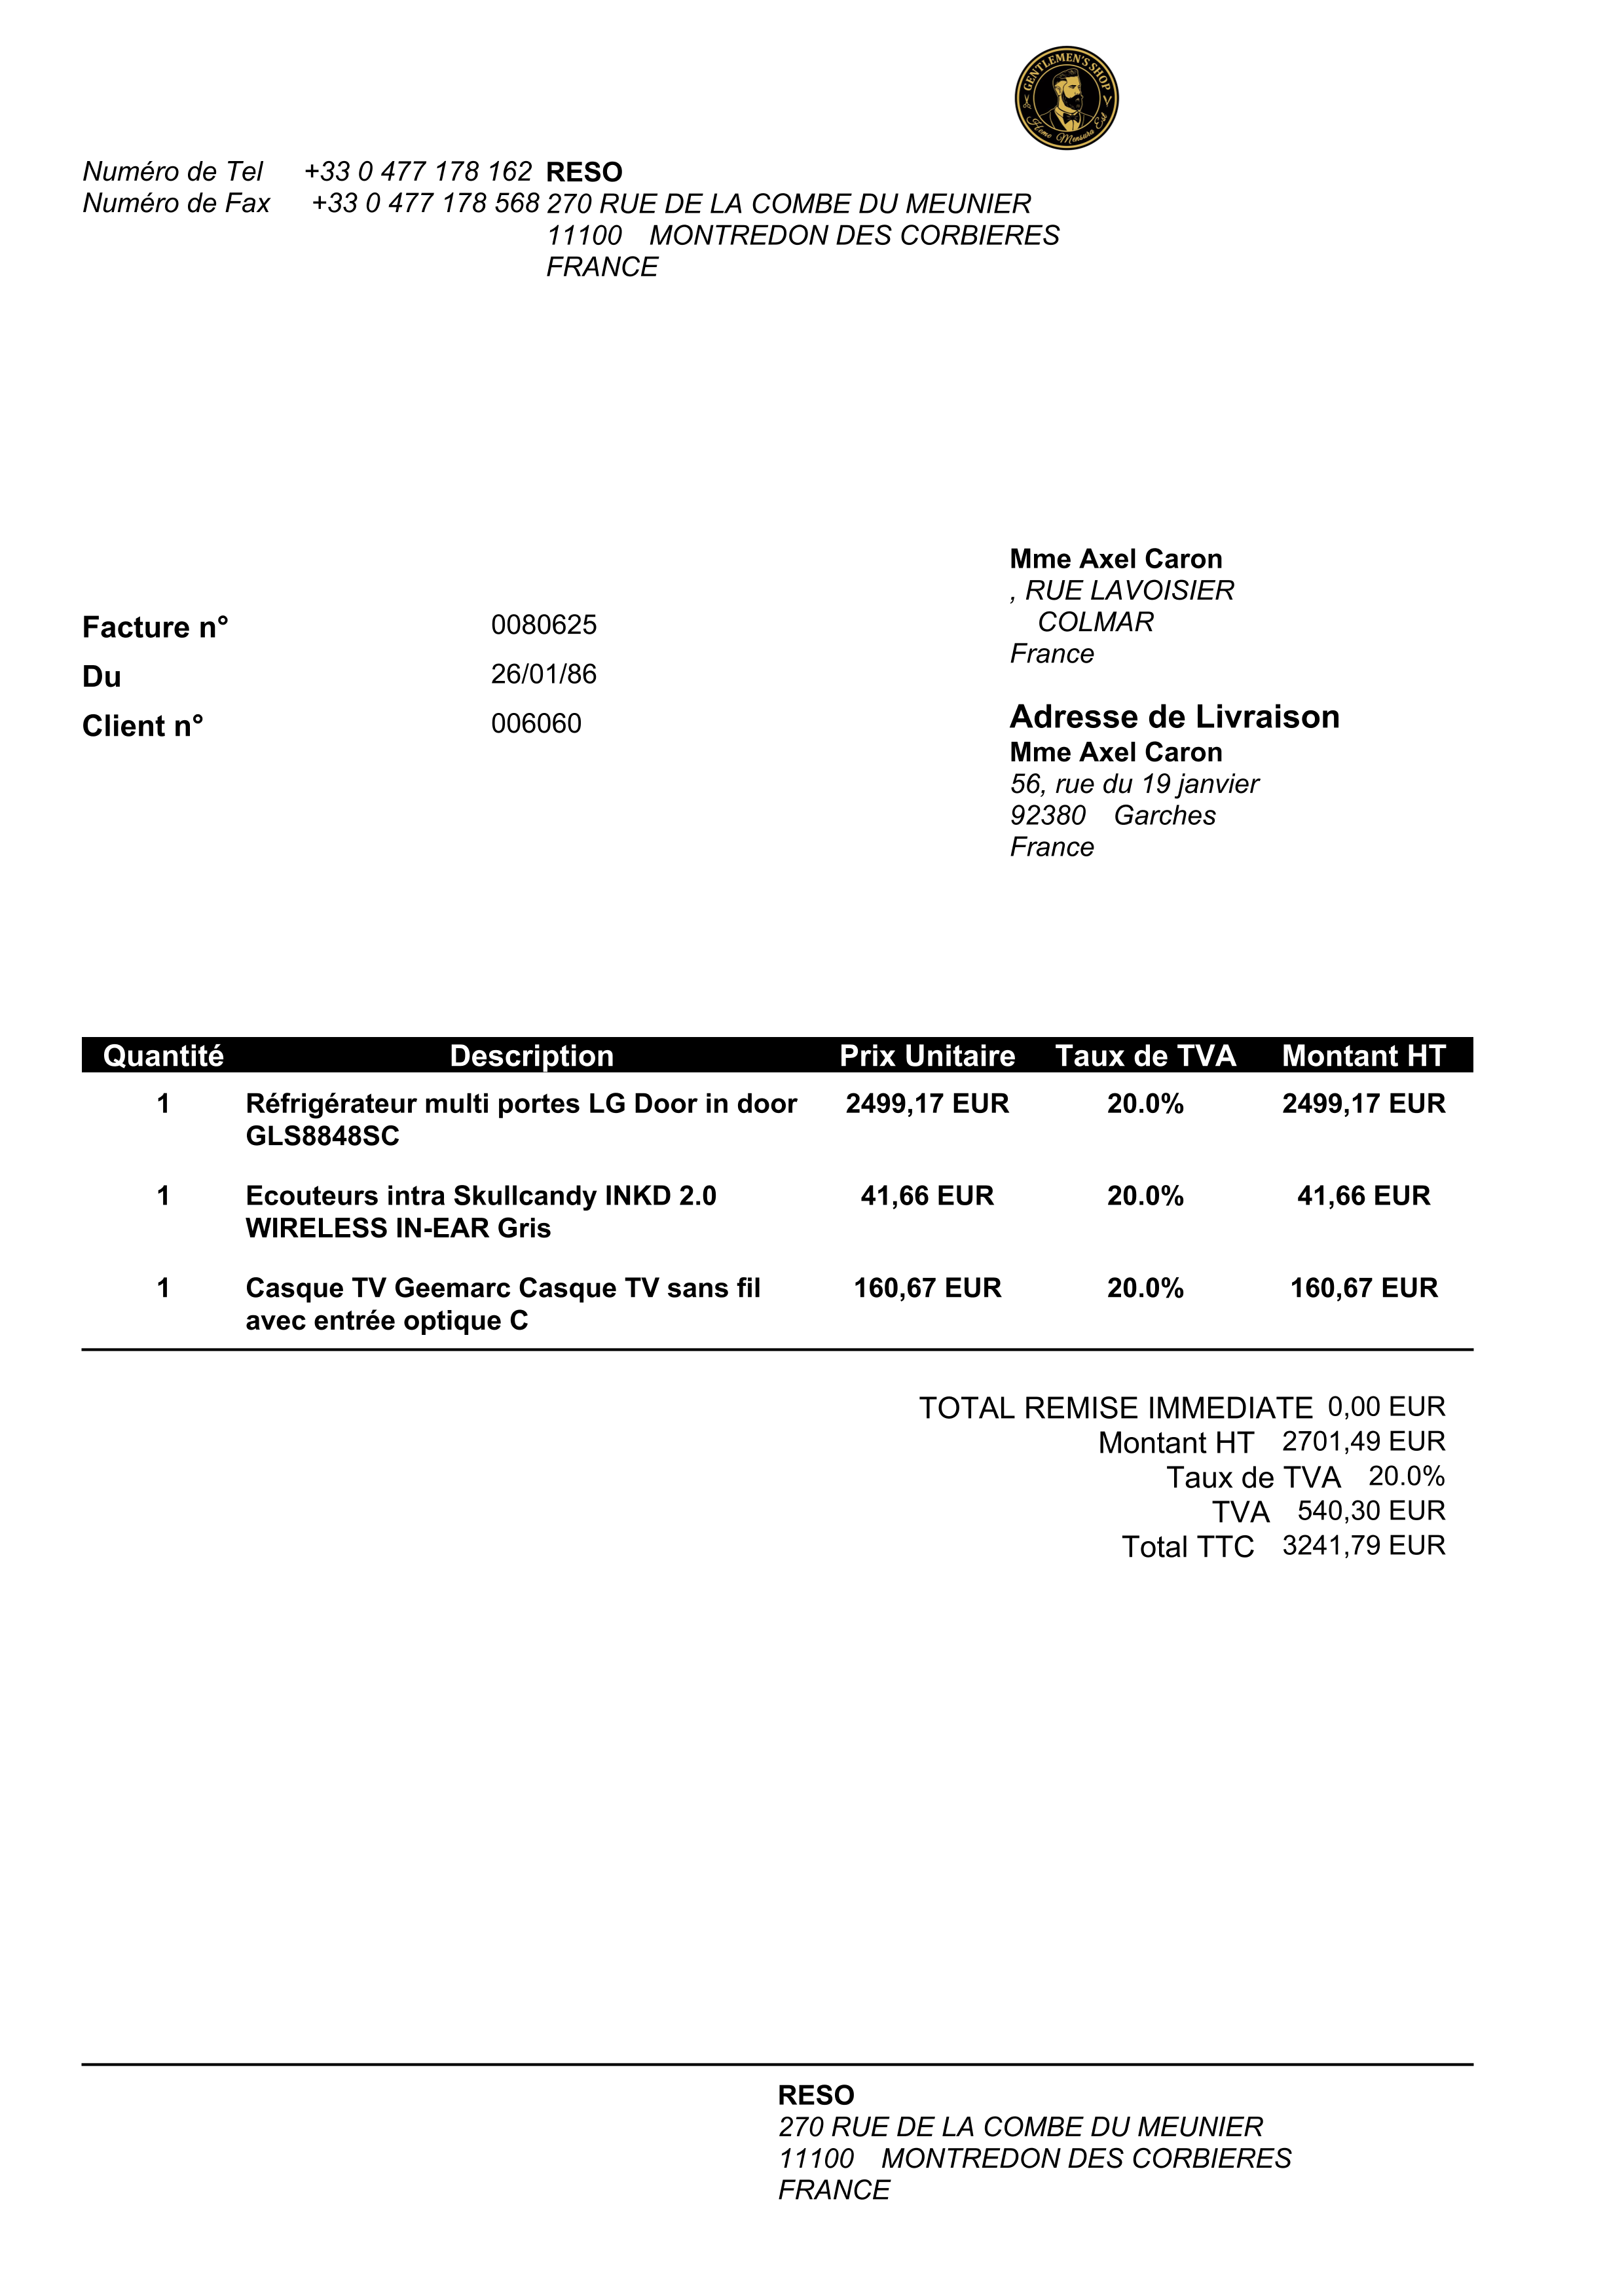 GENTLEMEN'S SHOP
Home Mensura Est
Numéro de Tel +33 0 477 178 162
Numéro de Fax +33 0 477 178 568
RESO
270 RUE DE LA COMBE DU MEUNIER
11100 MONTREDON DES CORBIERES
FRANCE
Facture n° 0080625
Du 26/01/86
Client n° 006060
Mme Axel Caron
, RUE LAVOISIER
COLMAR
France
Adresse de Livraison
Mme Axel Caron
56, rue du 19 janvier
92380 Garches
France
Quantité Description Prix Unitaire Taux de TVA Montant HT
1 Réfrigérateur multi portes LG Door in door 2499,17 EUR 20.0% 2499,17 EUR
GLS8848SC
1 Ecouteurs intra Skullcandy INKD 2.0 41,66 EUR 20.0% 41,66 EUR
WIRELESS IN-EAR Gris
1 Casque TV Geemarc Casque TV sans fil 160,67 EUR 20.0% 160,67 EUR
avec entrée optique C
TOTAL REMISE IMMEDIATE 0,00 EUR
Montant HT 2701,49 EUR
Taux de TVA 20.0%
TVA 540,30 EUR
Total TTC 3241,79 EUR
RESO
270 RUE DE LA COMBE DU MEUNIER
11100 MONTREDON DES CORBIERES
FRANCE